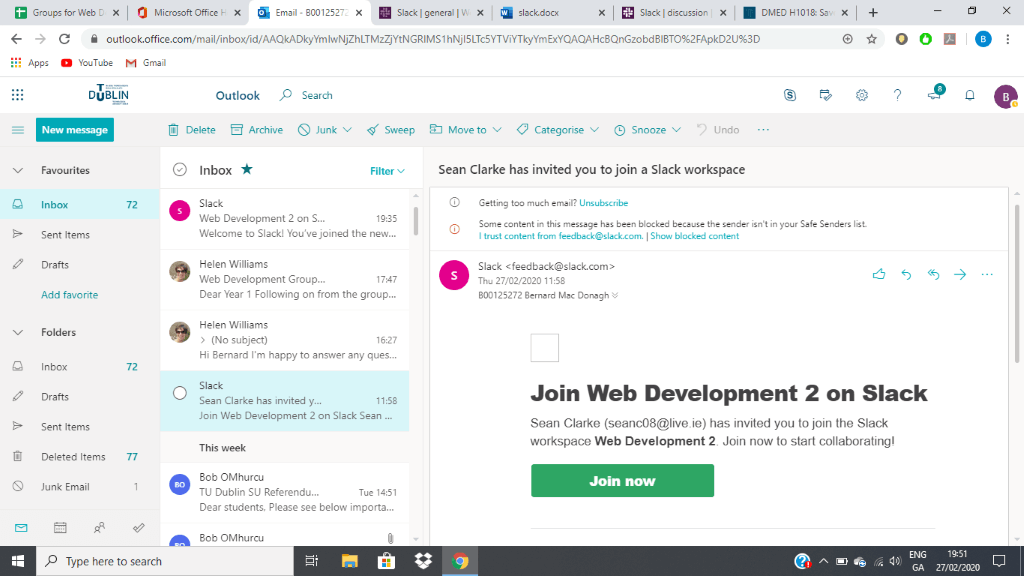 Groups for Web D
Microsoft Office H
Email - B00125272
Slack | general | W
slack.docx
Slack | discussion
DMED H1018: Sav
outlook.office.com/mail/inbox/id/
Apps
YouTube
Gmail
DUBLIN
Outlook
Search
8
B
New message
Delete
Archive
Junk
Sweep
Move to
Categorise
Snooze
Undo
Favourites
Inbox 72
Sent Items
Drafts
Add favorite
Folders
Inbox 72
Drafts
Sent Items
Deleted Items 77
Junk Email 1
Inbox
Filter
S
Slack
Web Development 2 on S... 19:35
Welcome to Slack! You've joined the new...
Helen Williams
Web Development Group... 17:47
Dear Year 1 Following on from the group...
Helen Williams
> (No subject) 16:27
Hi Bernard I'm happy to answer any ques...
Slack
Sean Clarke has invited y... 11:58
Join Web Development 2 on Slack Sean ...
This week
BO
Bob OMhurcu
TU Dublin SU Referendu... Tue 14:51
Dear students. Please see below importa...
BO
Bob OMhurcu
Sean Clarke has invited you to join a Slack workspace
Getting too much email? Unsubscribe
Some content in this message has been blocked because the sender isn't in your Safe Senders list.
I trust content from feedback@slack.com. | Show blocked content
S
Slack <feedback@slack.com>
Thu 27/02/2020 11:58
B00125272 Bernard Mac Donagh
Join Web Development 2 on Slack
Sean Clarke (seanc08@live.ie) has invited you to join the Slack
workspace Web Development 2. Join now to start collaborating!
Join now
Type here to search
ENG
GA
19:51
27/02/2020